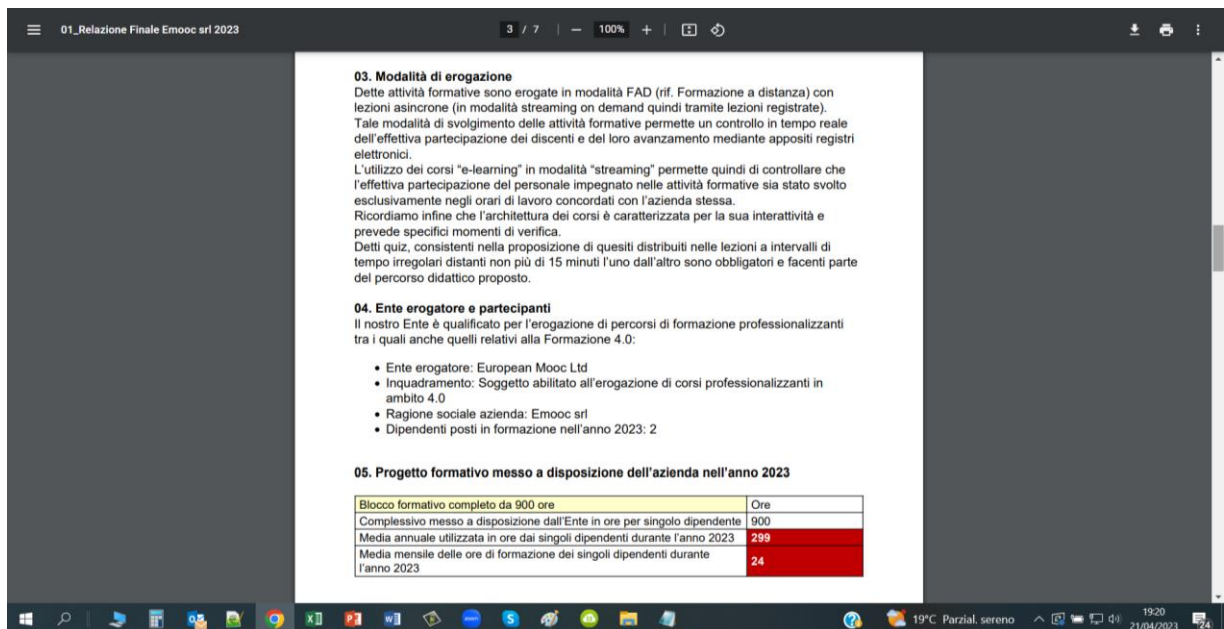 01_Relazione Finale Emooc srl 2023
3 / 7
100%
03. Modalità di erogazione
Dette attività formative sono erogate in modalità FAD (rif. Formazione a distanza) con
lezioni asincrone (in modalità streaming on demand quindi tramite lezioni registrate).
Tale modalità di svolgimento delle attività formative permette un controllo in tempo reale
dell'effettiva partecipazione dei discenti e del loro avanzamento mediante appositi registri
elettronici.
L'utilizzo dei corsi "e-learning" in modalità "streaming" permette quindi di controllare che
l'effettiva partecipazione del personale impegnato nelle attività formative sia stato svolto
esclusivamente negli orari di lavoro concordati con l'azienda stessa.
Ricordiamo infine che l'architettura dei corsi è caratterizzata per la sua interattività e
prevede specifici momenti di verifica.
Detti quiz, consistenti nella proposizione di quesiti distribuiti nelle lezioni a intervalli di
tempo irregolari distanti non più di 15 minuti l'uno dall'altro sono obbligatori e facenti parte
del percorso didattico proposto.
04. Ente erogatore e partecipanti
Il nostro Ente è qualificato per l'erogazione di percorsi di formazione professionalizzanti
tra i quali anche quelli relativi alla Formazione 4.0:
• Ente erogatore: European Mooc Ltd
• Inquadramento: Soggetto abilitato all'erogazione di corsi professionalizzanti in
ambito 4.0
• Ragione sociale azienda: Emooc srl
• Dipendenti posti in formazione nell'anno 2023: 2
05. Progetto formativo messo a disposizione dell'azienda nell'anno 2023
Blocco formativo completo da 900 ore Ore
Complessivo messo a disposizione dall'Ente in ore per singolo dipendente 900
Media annuale utilizzata in ore dai singoli dipendenti durante l'anno 2023 299
Media mensile delle ore di formazione dei singoli dipendenti durante
l'anno 2023 24
19°C Parzial. sereno
19:20
21/04/2023
24